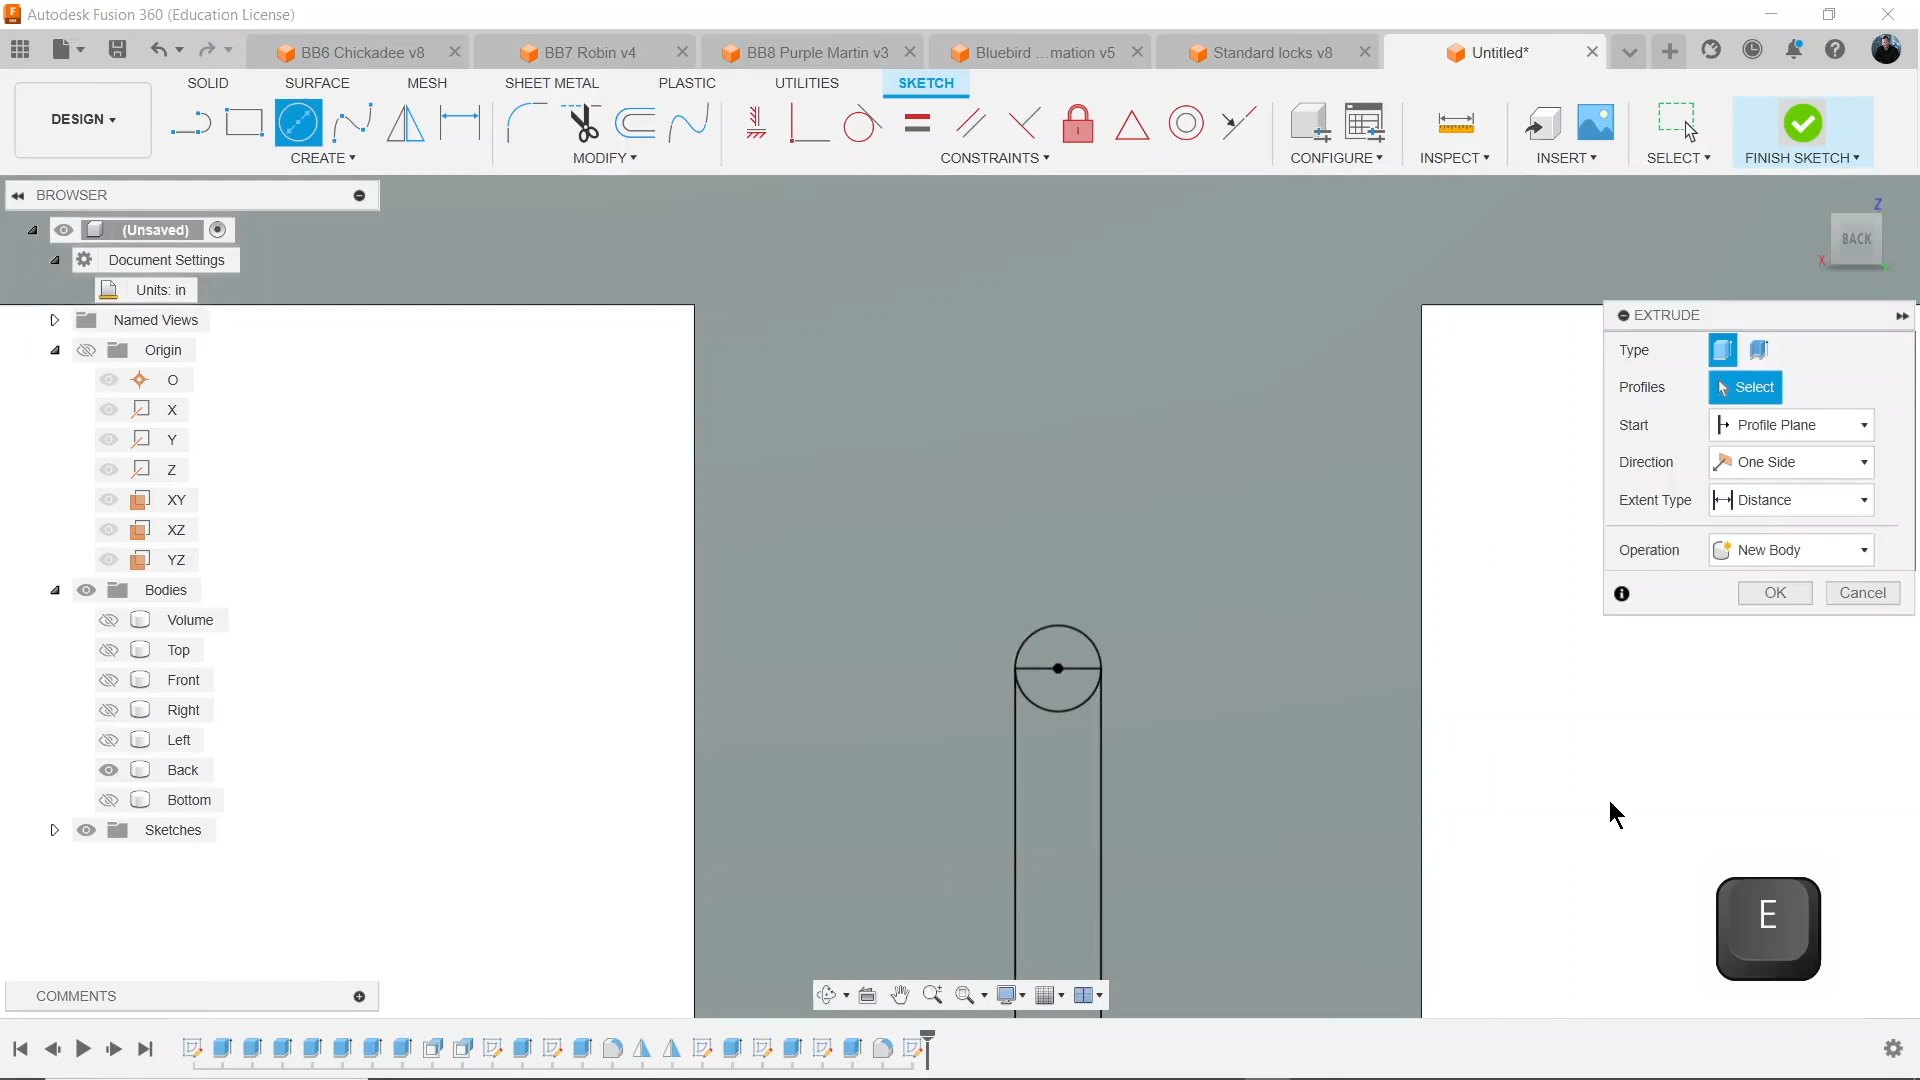 Autodesk Fusion 360 (Education License)
BB6 Chickadee v8
BB7 Robin v4
BB8 Purple Martin v3
Bluebird ...mation v5
Standard locks v8
Untitled*
SOLID
SURFACE
MESH
SHEET METAL
PLASTIC
UTILITIES
SKETCH
DESIGN
CREATE
MODIFY
CONSTRAINTS
CONFIGURE
INSPECT
INSERT
SELECT
FINISH SKETCH
BROWSER
(Unsaved)
Document Settings
Units: in
Named Views
Origin
O
X
Y
Z
XY
XZ
YZ
Bodies
Volume
Top
Front
Right
Left
Back
Bottom
Sketches
Z
BACK
X
EXTRUDE
Type
Profiles Select
Start Profile Plane
Direction One Side
Extent Type Distance
Operation New Body
OK Cancel
E
COMMENTS